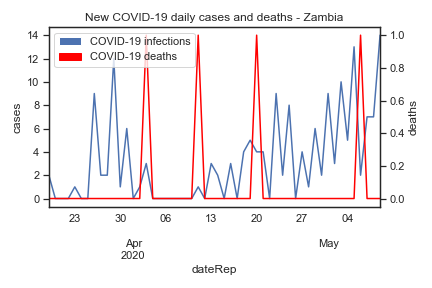 New COVID-19 daily cases and deaths - Zambia
COVID-19 infections
COVID-19 deaths
cases
14
12
10
8
6
4
2
0
1.0
0.8
0.6
0.4
0.2
0.0
deaths
23 30 06 13 20 27 04
Apr May
2020
dateRep